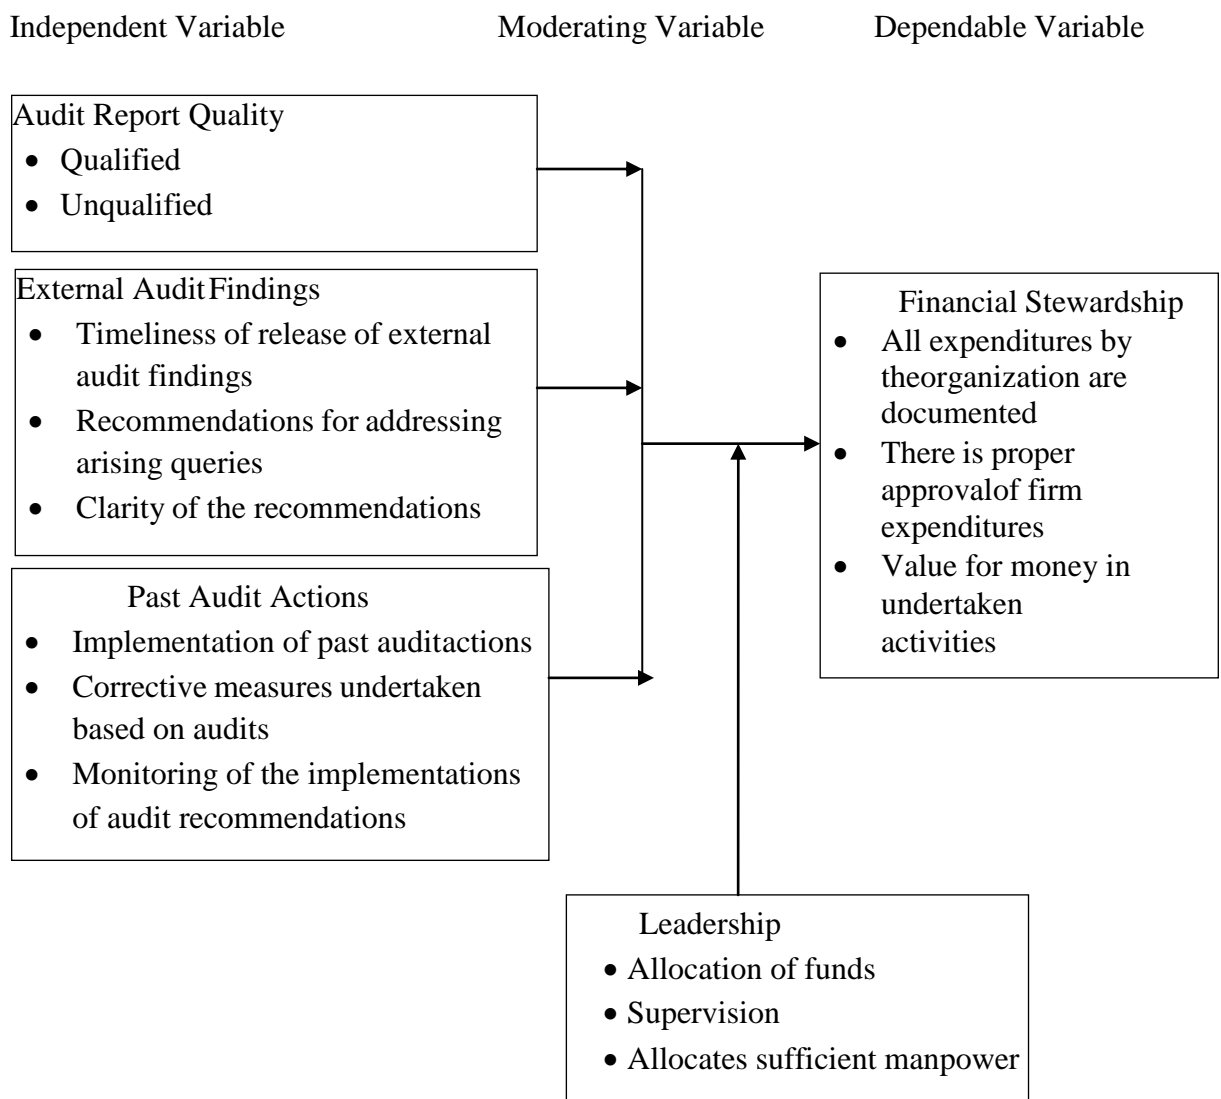 Independent Variable
Moderating Variable
Dependable Variable
Audit Report Quality
• Qualified
• Unqualified
External AuditFindings
• Timeliness of release of external
audit findings
• Recommendations for addressing
arising queries
• Clarity of the recommendations
Past Audit Actions
• Implementation of past auditactions
• Corrective measures undertaken
based on audits
• Monitoring of the implementations
of audit recommendations
Financial Stewardship
• All expenditures by
theorganization are
documented
• There is proper
approvalof firm
expenditures
• Value for money in
undertaken
activities
Leadership
• Allocation of funds
• Supervision
• Allocates sufficient manpower